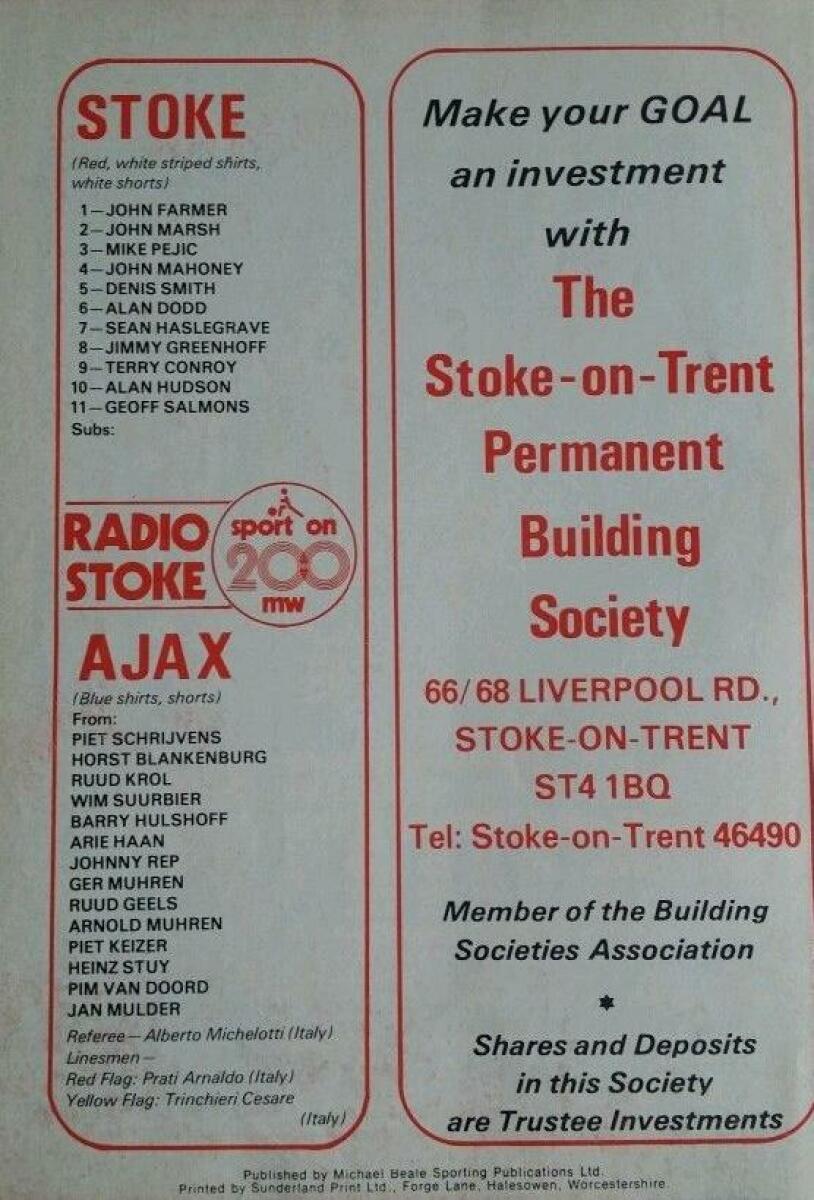 STOKE
(Red, white striped shirts,
white shorts)
1—JOHN FARMER
2—JOHN MARSH
3—MIKE PEJIC
4—JOHN MAHONEY
5—DENIS SMITH
6—ALAN DODD
7—SEAN HASLEGRAVE
8—JIMMY GREENHOFF
9—TERRY CONROY
10—ALAN HUDSON
11—GEOFF SALMONS
Subs:
RADIO
STOKE
sport on
200
mw
AJAX
(Blue shirts, shorts)
From:
PIET SCHRIJVENS
HORST BLANKENBURG
RUUD KROL
WIM SUURBIER
BARRY HULSHOFF
ARIE HAAN
JOHNNY REP
GER MUHREN
RUUD GEELS
ARNOLD MUHREN
PIET KEIZER
HEINZ STUY
PIM VAN DOORD
JAN MULDER
Referee—Alberto Michelotti (Italy)
Linesmen—
Red Flag: Prati Arnaldo (Italy)
Yellow Flag: Trinchieri Cesare
(Italy)
Make your GOAL
an investment
with
The
Stoke-on-Trent
Permanent
Building
Society
66/68 LIVERPOOL RD.,
STOKE-ON-TRENT
ST4 1BQ
Tel: Stoke-on-Trent 46490
Member of the Building
Societies Association
Shares and Deposits
in this Society
are Trustee Investments
Published by Michael Beale Sporting Publications Ltd.
Printed by Sunderland Print Ltd., Forge Lane, Halesowen, Worcestershire.